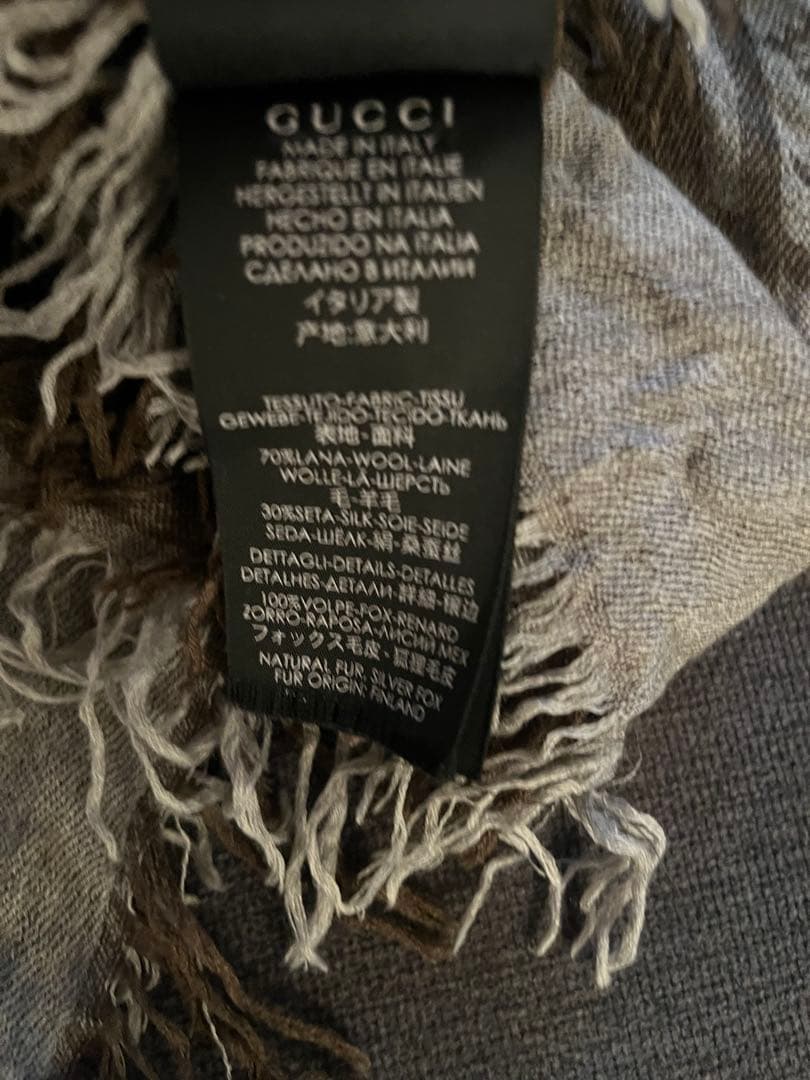 GUCCI
MADE IN ITALY
FABRIQUE EN ITALIE
HERGESTELLT IN ITALIEN
HECHO EN ITALIA
PRODUZIDO NA ITALIA
СДЕЛАНО В ИТАЛИИ
イタリア製
产地:意大利
TESSUTO-FABRIC-TISSU
GEWEBE-TEJIDO-TECIDO-ТКАНЬ
表地-面料
70%LANA-WOOL-LAINE
WOLLE-LÃ-ШЕРСТЬ
毛-羊毛
30%SETA-SILK-SOIE-SEIDE
SEDA-ШЁЛК-絹-桑蚕丝
DETTAGLI-DETAILS-DETALLES
DETALHES-ДЕТАЛИ-詳細-镶边
100%VOLPE-FOX-RENARD
ZORRO-RAPOSA-ЛИСИЙ МЕХ
フォックス毛皮-狐狸毛皮
NATURAL FUR, SILVER FOX
FUR ORIGIN: FINLAND